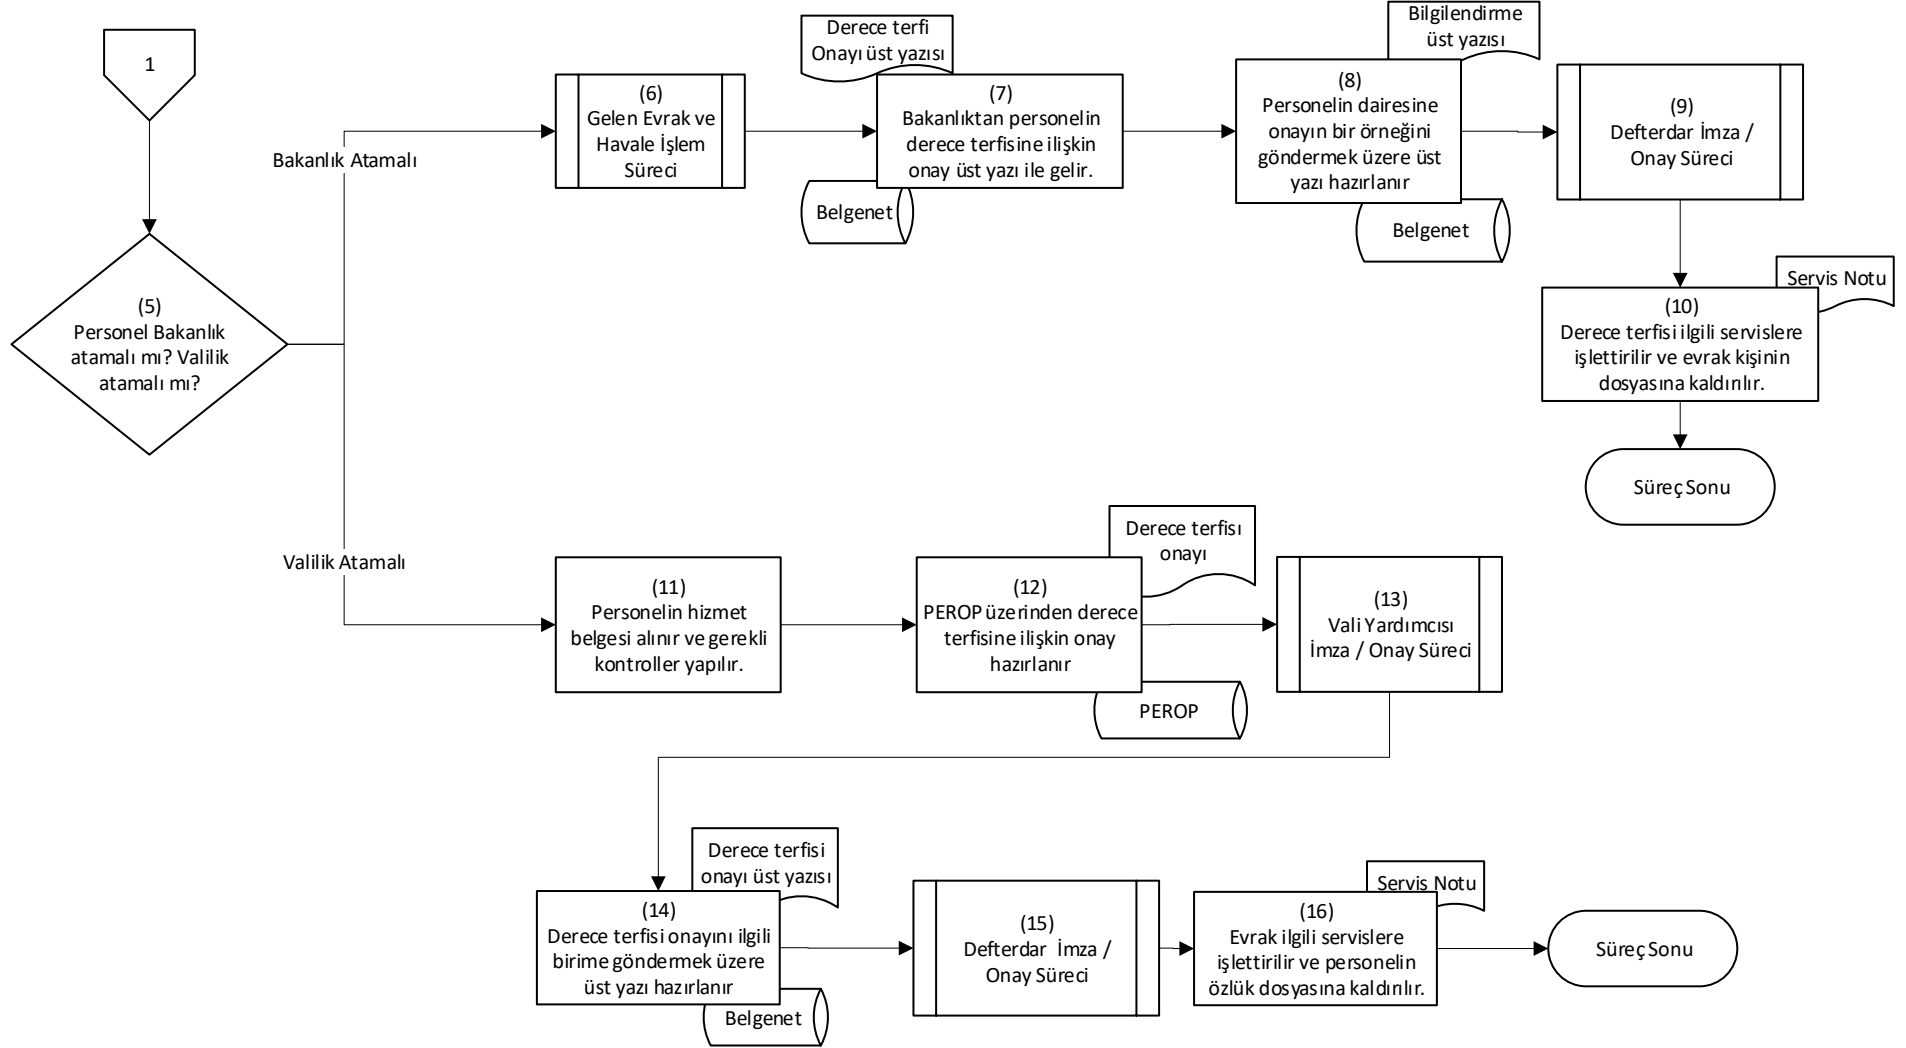 1
(5)
Personel Bakanlık
atamalı mı? Valilik
atamalı mı?
Bakanlık Atamalı
(6)
Gelen Evrak ve
Havale İşlem
Süreci
Derece terfi
Onayı üst yazısı
(7)
Bakanlıktan personelin
derece terfisine ilişkin
onay üst yazı ile gelir.
Belgenet
Bilgilendirme
üst yazısı
(8)
Personelin dairesine
onayın bir örneğini
göndermek üzere üst
yazı hazırlanır
Belgenet
(9)
Defterdar İmza /
Onay Süreci
Servis Notu
(10)
Derece terfisi ilgili servislere
işlettirilir ve evrak kişinin
dosyasına kaldırılır.
Süreç Sonu
Valilik Atamalı
(11)
Personelin hizmet
belgesi alınır ve gerekli
kontroller yapılır.
Derece terfisi
onayı
(12)
PEROP üzerinden derece
terfisine ilişkin onay
hazırlanır
PEROP
(13)
Vali Yardımcısı
İmza / Onay Süreci
Derece terfisi
onayı üst yazısı
(14)
Derece terfisi onayını ilgili
birime göndermek üzere
üst yazı hazırlanır
Belgenet
(15)
Defterdar İmza /
Onay Süreci
Servis Notu
(16)
Evrak ilgili servislere
işlettirilir ve personelin
özlük dosyasına kaldırılır.
Süreç Sonu